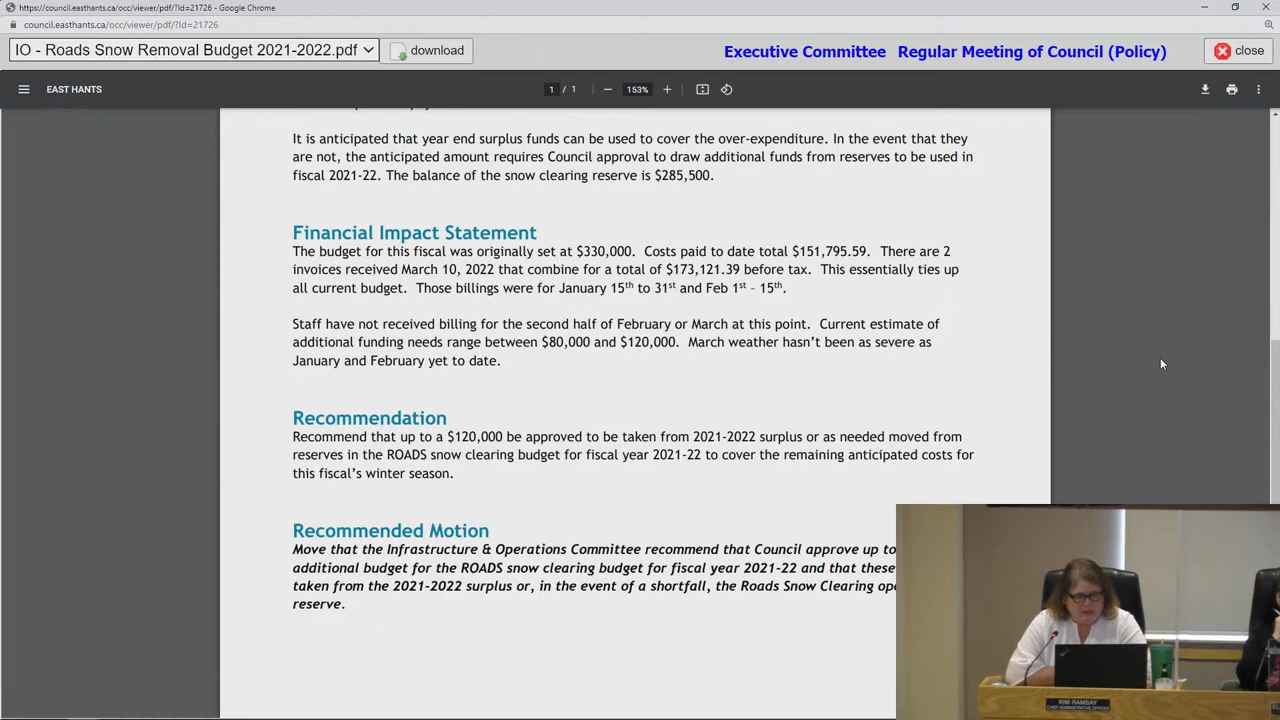 https://council.easthants.ca/occ/viewer/pdf/?Id=21726 - Google Chrome
council.easthants.ca/occ/viewer/pdf/?Id=21726
IO - Roads Snow Removal Budget 2021-2022.pdf download Executive Committee Regular Meeting of Council (Policy) close
EAST HANTS 1 / 1 153%
It is anticipated that year end surplus funds can be used to cover the over-expenditure. In the event that they
are not, the anticipated amount requires Council approval to draw additional funds from reserves to be used in
fiscal 2021-22. The balance of the snow clearing reserve is $285,500.
Financial Impact Statement
The budget for this fiscal was originally set at $330,000. Costs paid to date total $151,795.59. There are 2
invoices received March 10, 2022 that combine for a total of $173,121.39 before tax. This essentially ties up
all current budget. Those billings were for January 15th to 31st and Feb 1st - 15th.
Staff have not received billing for the second half of February or March at this point. Current estimate of
additional funding needs range between $80,000 and $120,000. March weather hasn't been as severe as
January and February yet to date.
Recommendation
Recommend that up to a $120,000 be approved to be taken from 2021-2022 surplus or as needed moved from
reserves in the ROADS snow clearing budget for fiscal year 2021-22 to cover the remaining anticipated costs for
this fiscal's winter season.
Recommended Motion
Move that the Infrastructure & Operations Committee recommend that Council approve up to
additional budget for the ROADS snow clearing budget for fiscal year 2021-22 and that these
taken from the 2021-2022 surplus or, in the event of a shortfall, the Roads Snow Clearing op
reserve.
KIM RAMSAY
CHIEF ADMINISTRATIVE OFFICER